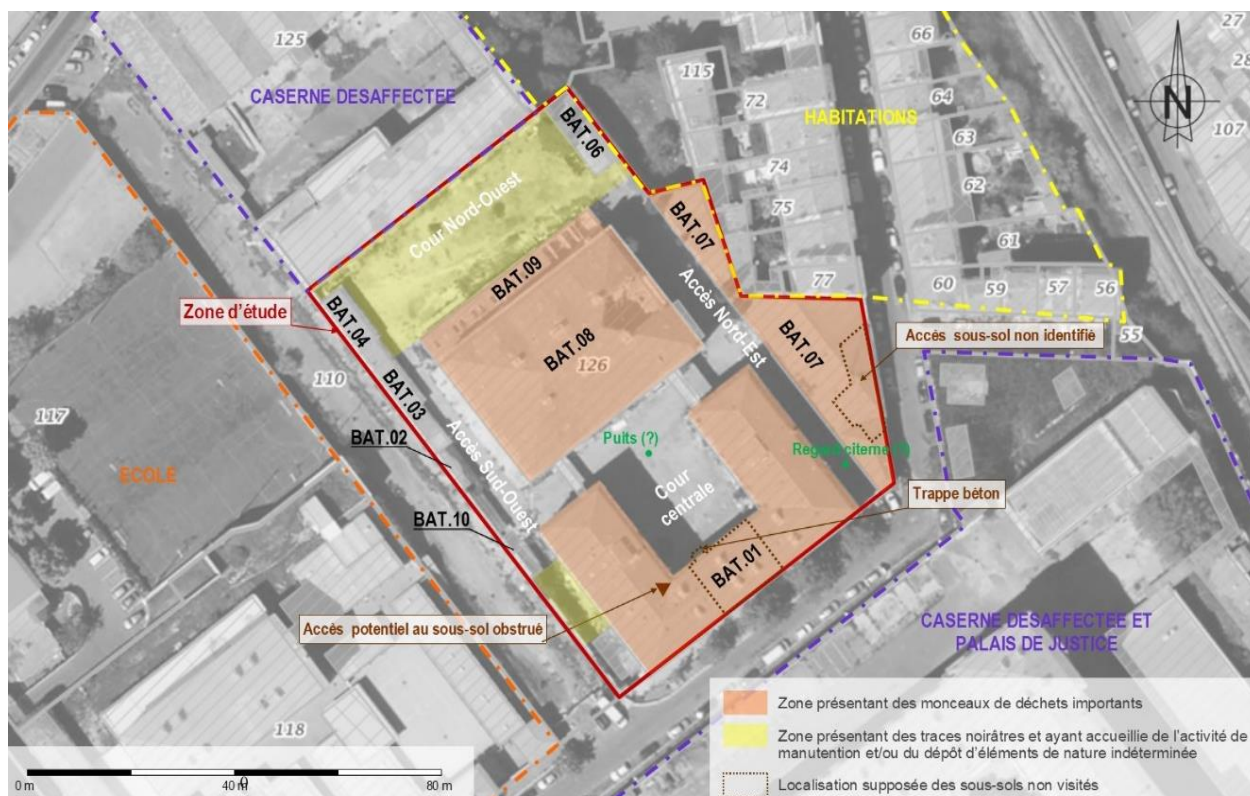 125
CASERNE DESAFFECTEE
66
27
28
115
72
64
HABITATIONS
N
107
BAT.06
63
74
62
Cour Nord-Ouest
75
BAT.07
61
BAT.09
77
60
59
57
56
Zone d'étude
BAT.04
Accès Nord-Est
55
Accès sous-sol non identifié
BAT.08
126
BAT.07
110
BAT.03
117
BAT.02
Accès Sud-Ouest
Puits (?)
ECOLE
Cour
centrale
Trappe béton
BAT.10
BAT.01
Accès potentiel au sous-sol obstrué
CASERNE DESAFFECTEE ET
PALAIS DE JUSTICE
118
Zone présentant des monceaux de déchets importants
Zone présentant des traces noirâtres et ayant accueillie de l'activité de
manutention et/ou du dépôt d'éléments de nature indéterminée
Localisation supposée des sous-sols non visités
0 m
40 m
80 m